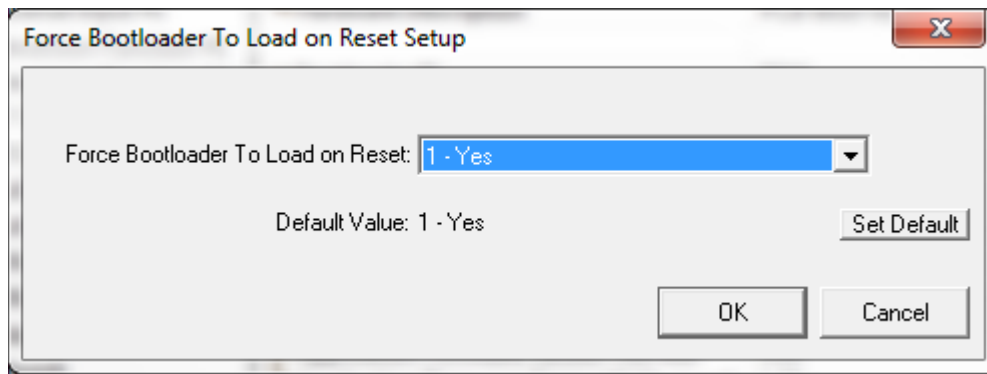 Force Bootloader To Load on Reset Setup
Force Bootloader To Load on Reset: 1 - Yes
Default Value: 1 - Yes Set Default
OK Cancel